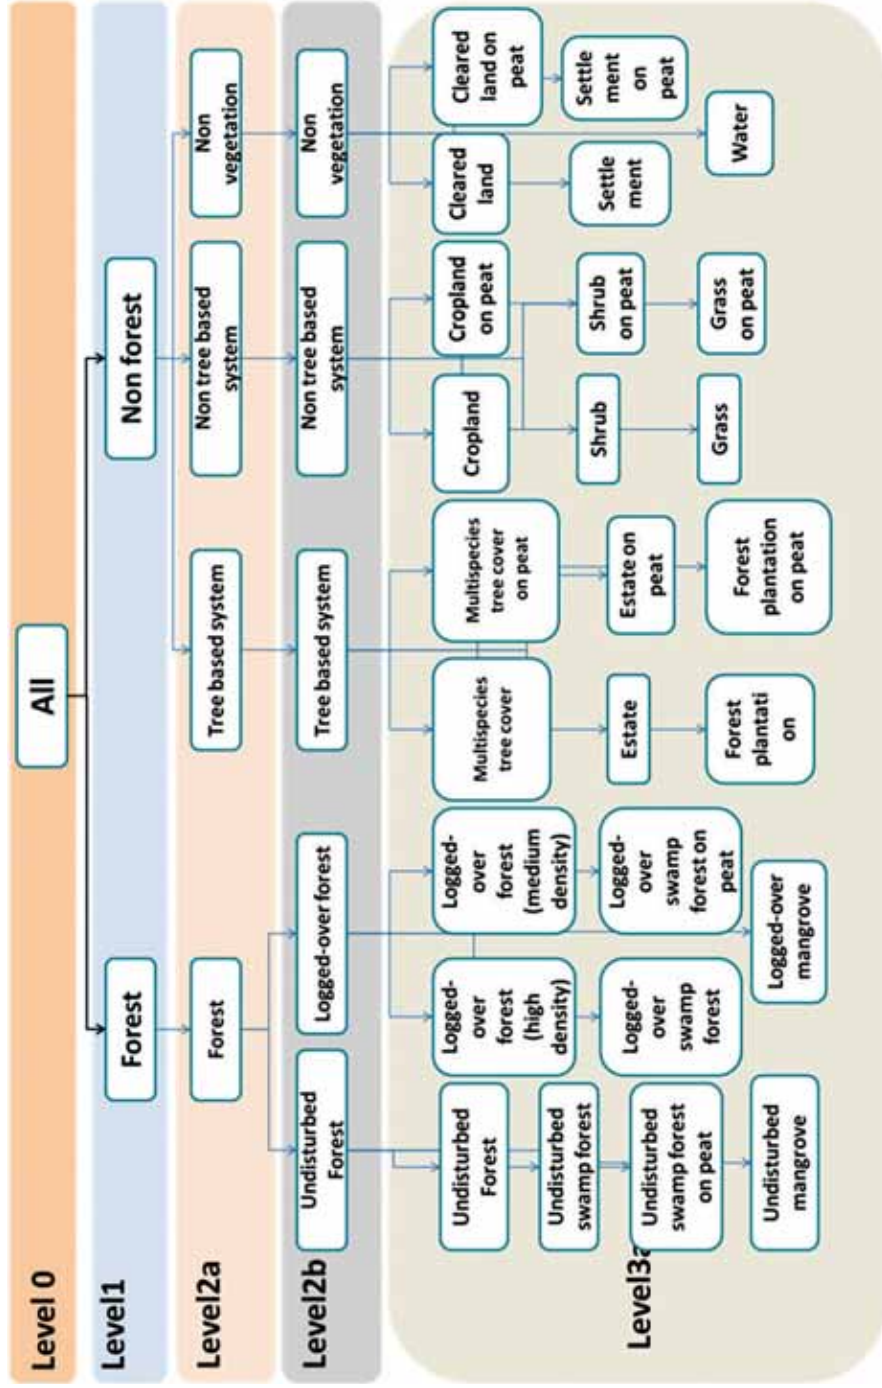 Level 0
All
Level1
Forest
Non forest
Level2a
Forest
Tree based system
Non tree based
system
Non
vegetation
Level2b
Undisturbed
Forest
Logged-over forest
Tree based system
Non tree based
system
Non
vegetation
Undisturbed
Forest
Logged-
over
forest
(high
density)
Logged-
over
forest
(medium
density)
Multispecies
tree cover
Multispecies
tree cover
on peat
Cropland
Cropland
on peat
Cleared
land
Cleared
land on
peat
Undisturbed
swamp forest
Settle
ment
Settle
ment
on
peat
Level3a
Undisturbed
swamp forest
on peat
Logged-
over
swamp
forest
Logged-
over
swamp
forest on
peat
Estate
Estate on
peat
Shrub
Shrub
on peat
Undisturbed
mangrove
Logged-over
mangrove
Forest
plantati
on
Forest
plantation
on peat
Grass
Grass
on peat
Water